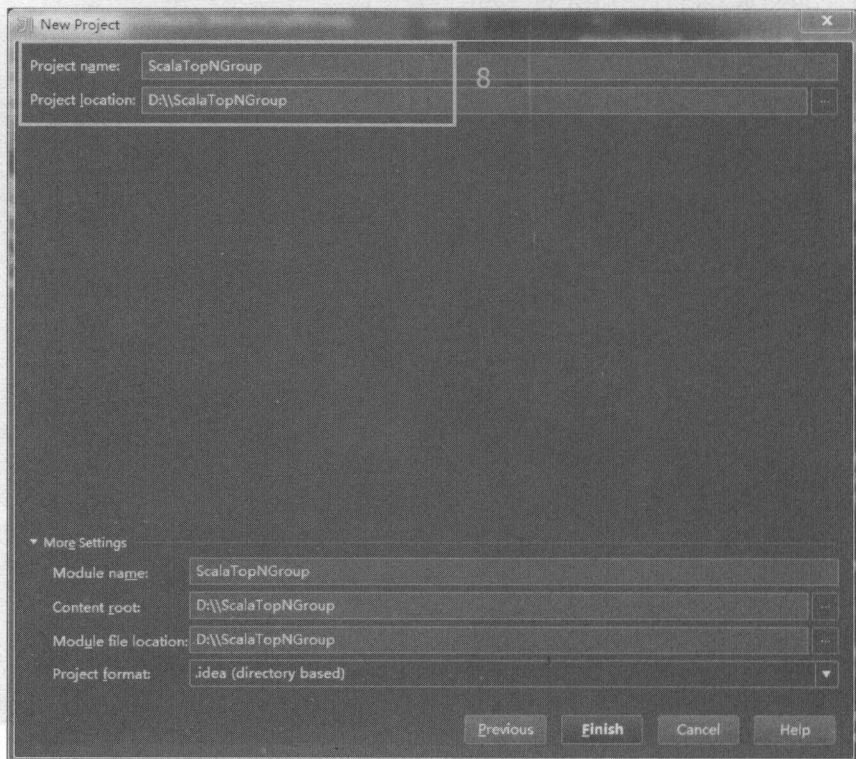 New Project
Project name: ScalaTopNGroup
8
Project location: D:\\ScalaTopNGroup
More Settings
Module name: ScalaTopNGroup
Content root: D:\\ScalaTopNGroup
Module file location: D:\\ScalaTopNGroup
Project format: .idea (directory based)
Previous Finish Cancel Help